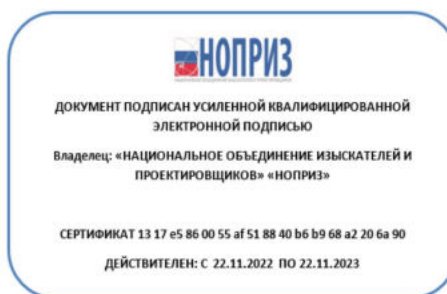 НОПРИЗ
ДОКУМЕНТ ПОДПИСАН УСИЛЕННОЙ КВАЛИФИЦИРОВАННОЙ
ЭЛЕКТРОННОЙ ПОДПИСЬЮ
Владелец: «НАЦИОНАЛЬНОЕ ОБЪЕДИНЕНИЕ ИЗЫСКАТЕЛЕЙ И
ПРОЕКТИРОВЩИКОВ» «НОПРИЗ»
СЕРТИФИКАТ 13 17 e5 86 00 55 af 51 88 40 b6 b9 68 a2 20 6a 90
ДЕЙСТВИТЕЛЕН: С 22.11.2022 ПО 22.11.2023